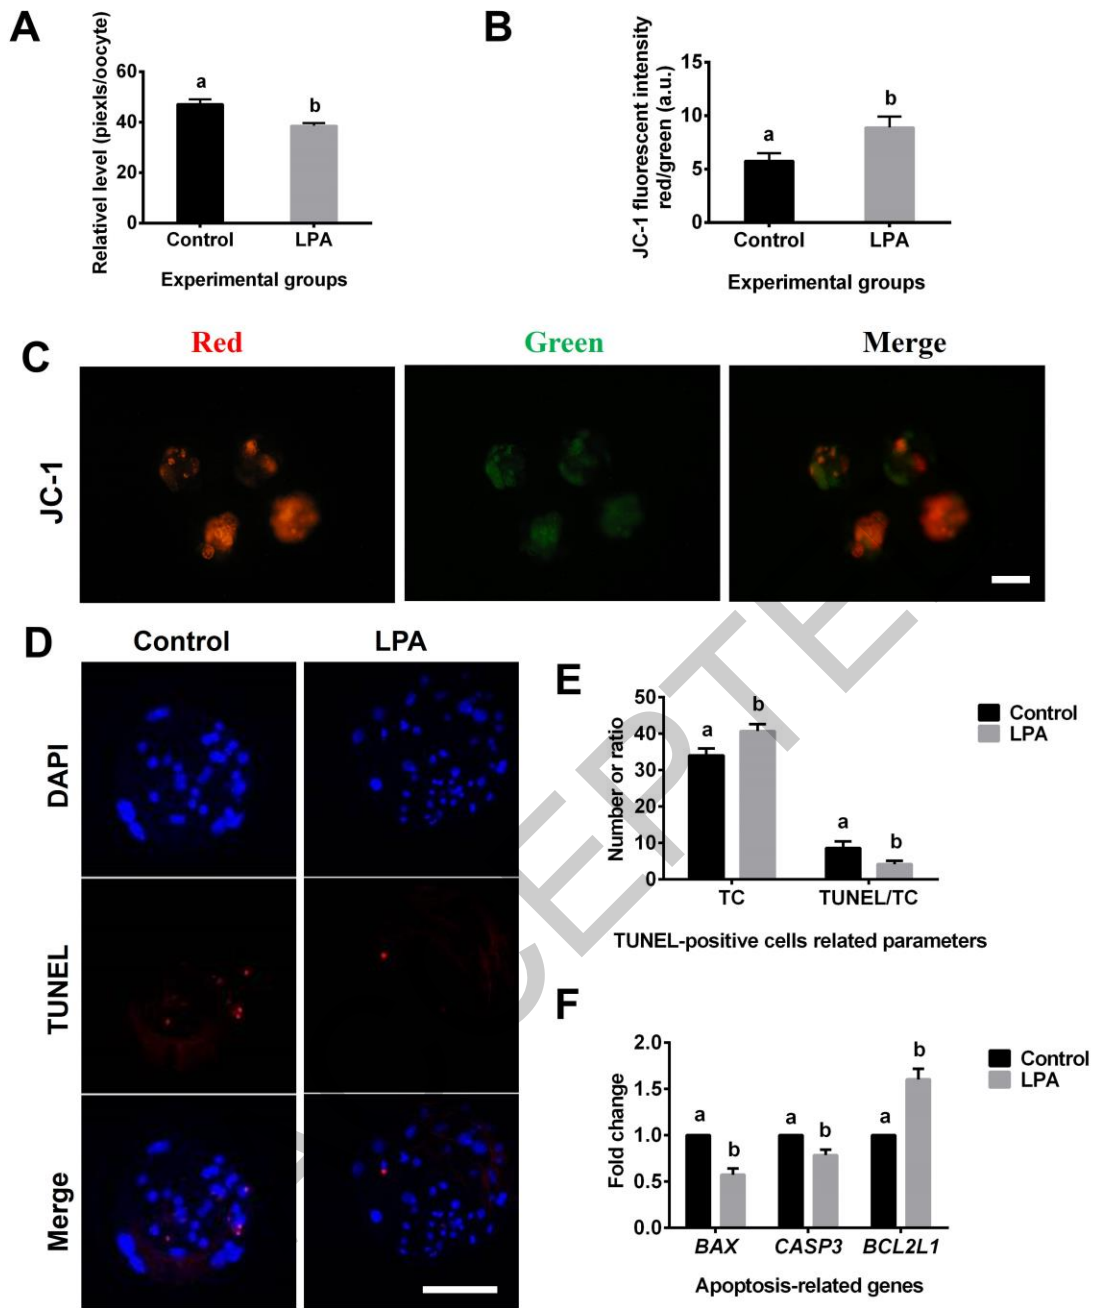 A
Relativel level (piexls/oocyte)
60
40
20
0
a
b
Control
LPA
Experimental groups
B
JC-1 fluorescent intensity
red/green (a.u.)
15
10
5
0
a
b
Control
LPA
Experimental groups
C
Red
Green
Merge
JC-1
D
Control
LPA
DAPI
TUNEL
Merge
E
Number or ratio
50
40
30
20
10
0
a
b
a
b
TC
TUNEL/TC
TUNEL-positive cells related parameters
Control
LPA
F
Fold change
2.0
1.5
1.0
0.5
0.0
a
b
a
b
a
b
BAX
CASP3
BCL2L1
Apoptosis-related genes
Control
LPA